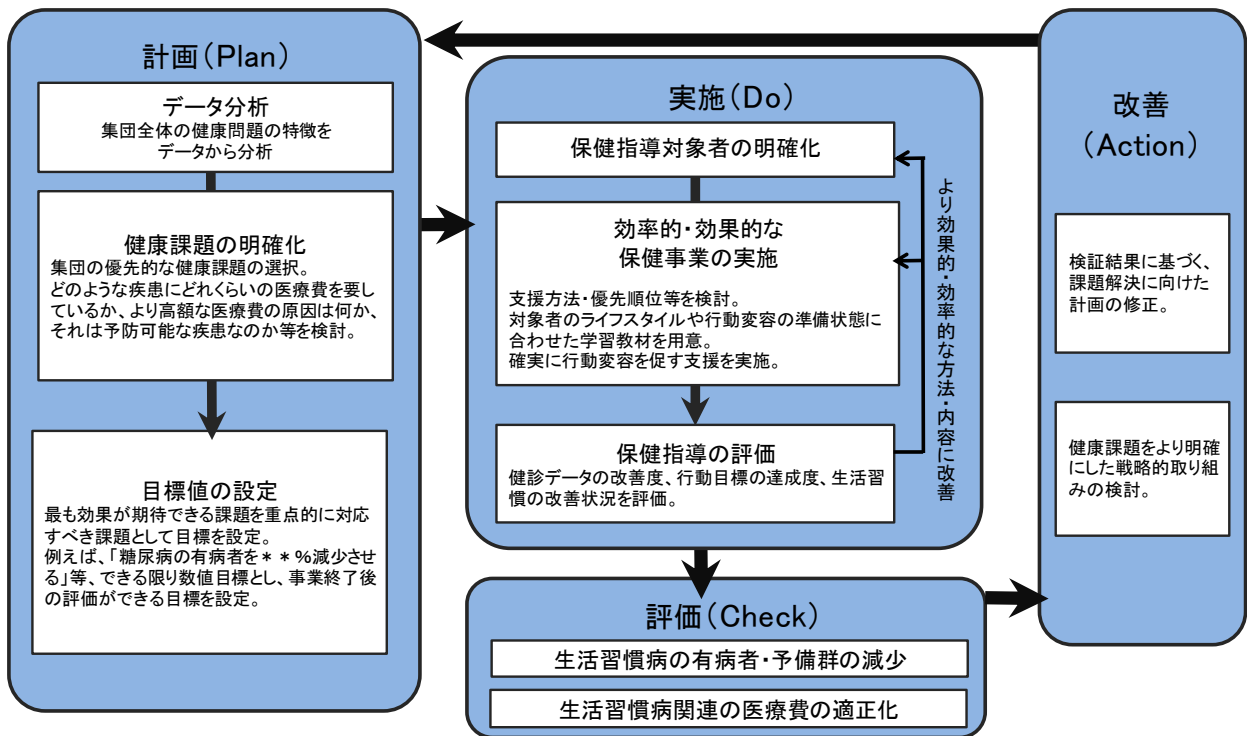 計画(Plan)
データ分析
集団全体の健康問題の特徴を
データから分析
健康課題の明確化
集団の優先的な健康課題の選択。
どのような疾患にどれくらいの医療費を要し
ているか、より高額な医療費の原因は何か、
それは予防可能な疾患なのか等を検討。
目標値の設定
最も効果が期待できる課題を重点的に対応
すべき課題として目標を設定。
例えば、「糖尿病の有病者を**%減少させ
る」等、できる限り数値目標とし、事業終了後
の評価ができる目標を設定。
実施(Do)
保健指導対象者の明確化
効率的・効果的な
保健事業の実施
支援方法・優先順位等を検討。
対象者のライフスタイルや行動変容の準備状態に
合わせた学習教材を用意。
確実に行動変容を促す支援を実施。
保健指導の評価
健診データの改善度、行動目標の達成度、生活習
慣の改善状況を評価。
より効果的・効率的な方法・内容に改善
評価(Check)
生活習慣病の有病者・予備群の減少
生活習慣病関連の医療費の適正化
改善
(Action)
検証結果に基づく、
課題解決に向けた
計画の修正。
健康課題をより明確
にした戦略的取り組
みの検討。